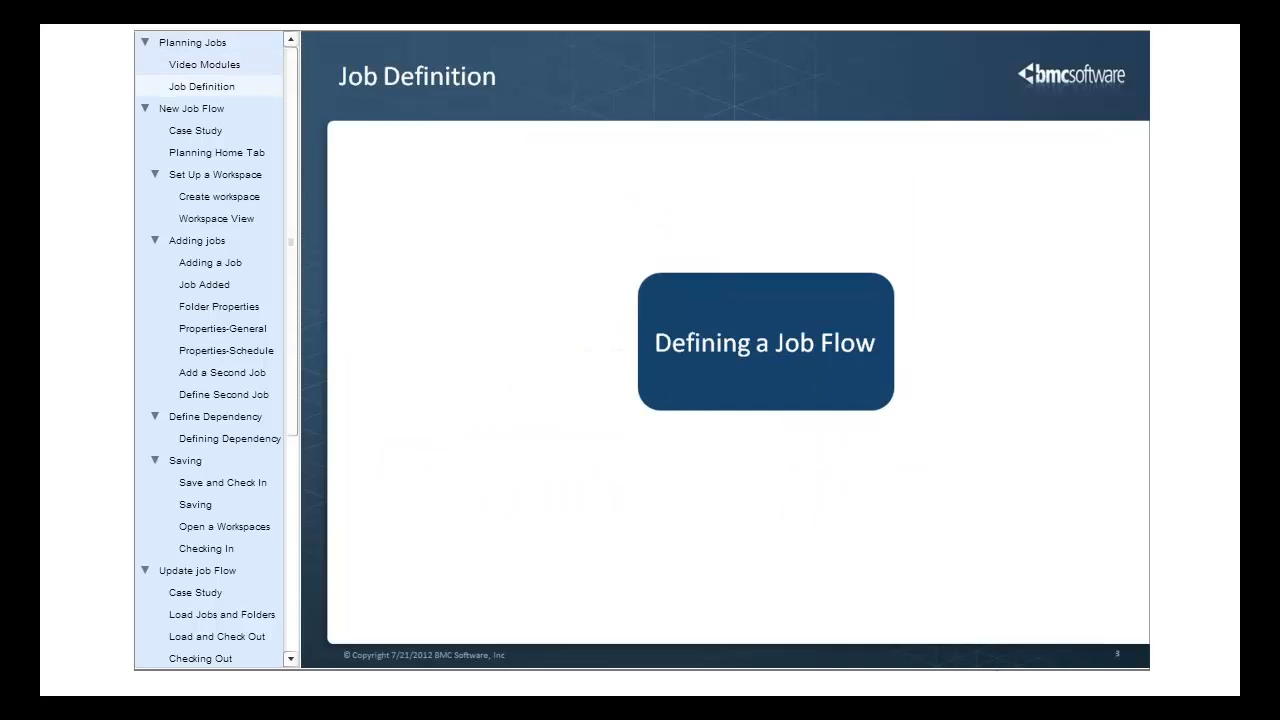 Planning Jobs
Video Modules
Job Definition
New Job Flow
Case Study
Planning Home Tab
Set Up a Workspace
Create workspace
Workspace View
Adding jobs
Adding a Job
Job Added
Folder Properties
Properties-General
Properties-Schedule
Add a Second Job
Define Second Job
Define Dependency
Defining Dependency
Saving
Save and Check In
Saving
Open a Workspaces
Checking In
Update job Flow
Case Study
Load Jobs and Folders
Load and Check Out
Checking Out
Job Definition
bmcsoftware
Defining a Job Flow
© Copyright 7/21/2012 BMC Software, Inc
3